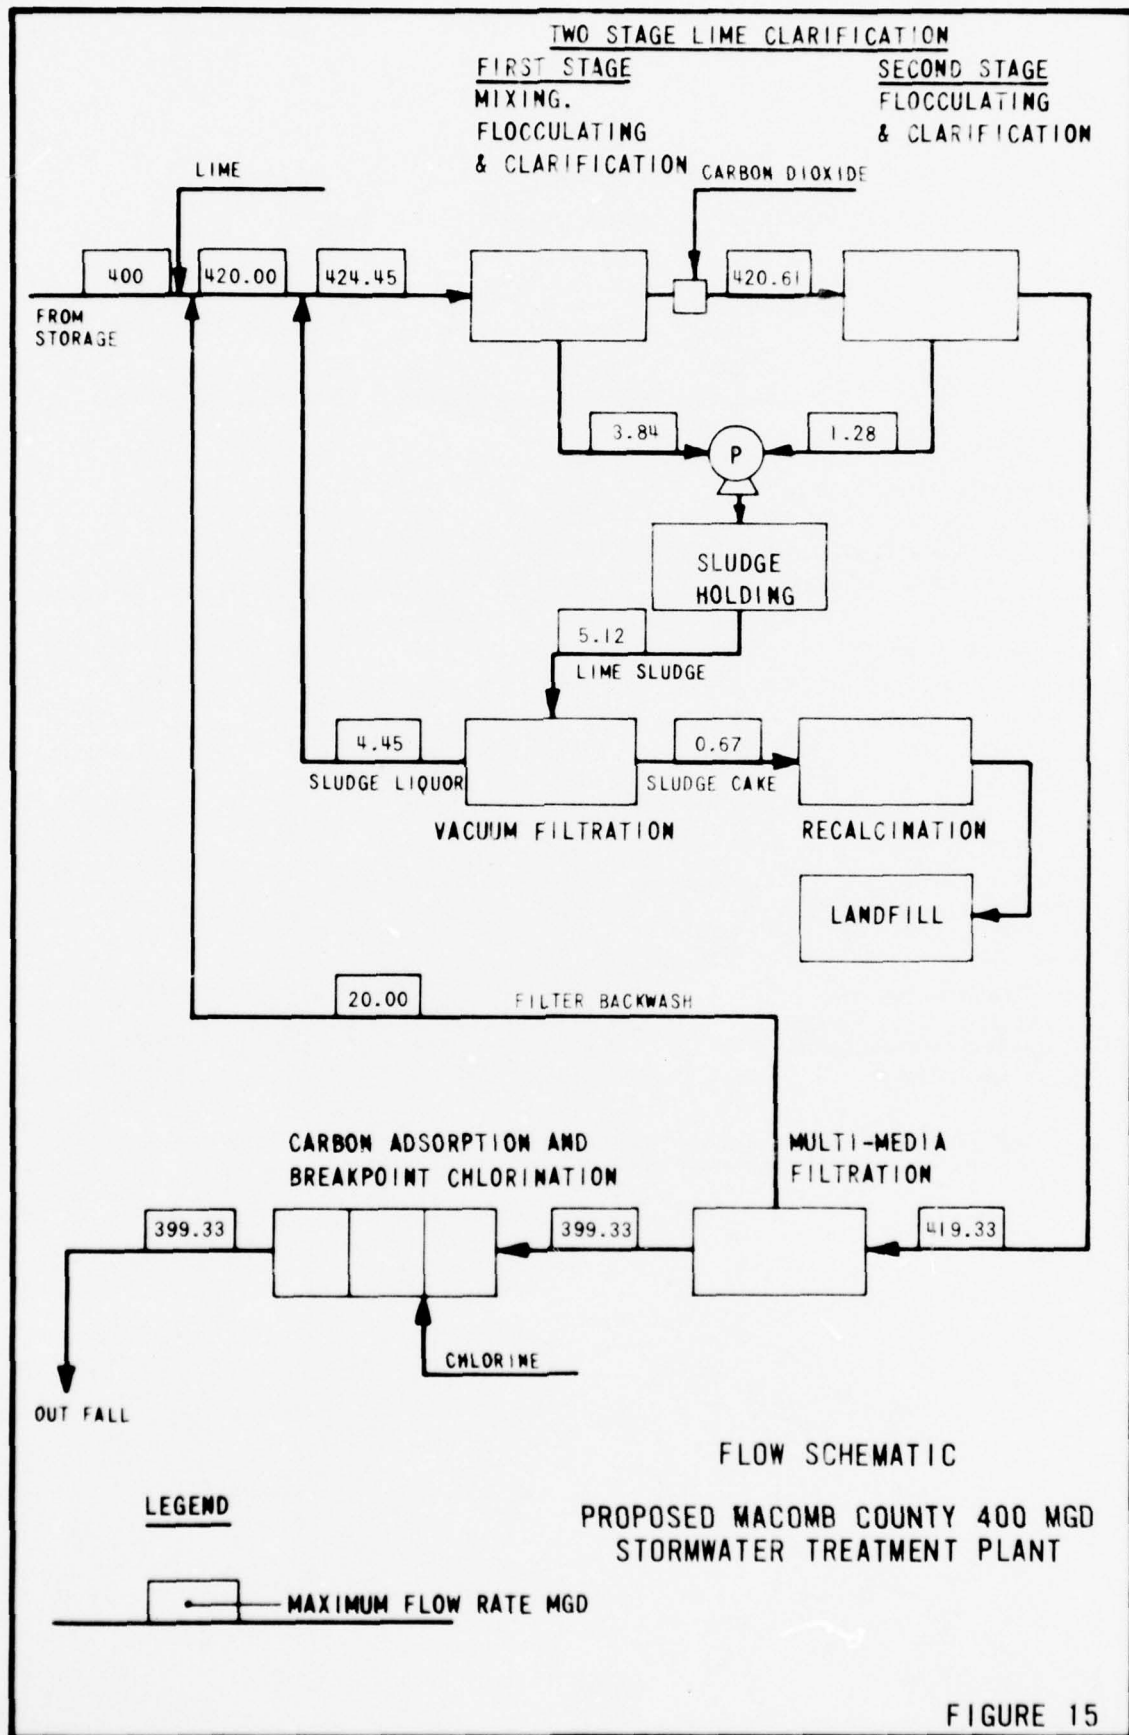 TWO STAGE LIME CLARIFICATION
FIRST STAGE
MIXING.
FLOCCULATING
& CLARIFICATION
SECOND STAGE
FLOCCULATING
& CLARIFICATION
LIME
CARBON DIOXIDE
400
420.00
424.45
420.61
FROM
STORAGE
3.84
P
1.28
SLUDGE
HOLDING
5.12
LIME SLUDGE
4.45
0.67
SLUDGE LIQUOR
SLUDGE CAKE
VACUUM FILTRATION
RECALCINATION
LANDFILL
20.00
FILTER BACKWASH
CARBON ADSORPTION AND
BREAKPOINT CHLORINATION
MULTI-MEDIA
FILTRATION
399.33
399.33
419.33
CHLORINE
OUT FALL
FLOW SCHEMATIC
PROPOSED MACOMB COUNTY 400 MGD
STORMWATER TREATMENT PLANT
LEGEND
MAXIMUM FLOW RATE MGD
FIGURE 15